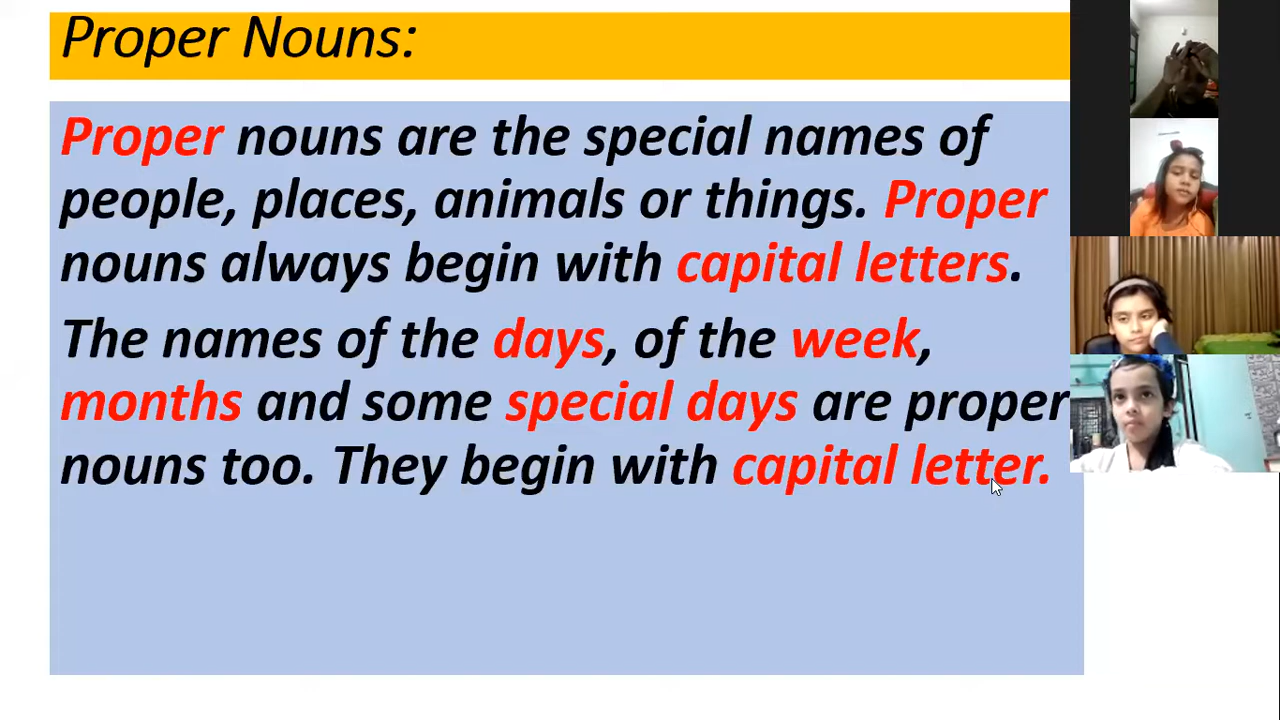 Proper Nouns:
Proper nouns are the special names of
people, places, animals or things. Proper
nouns always begin with capital letters.
The names of the days, of the week,
months and some special days are proper
nouns too. They begin with capital letter.